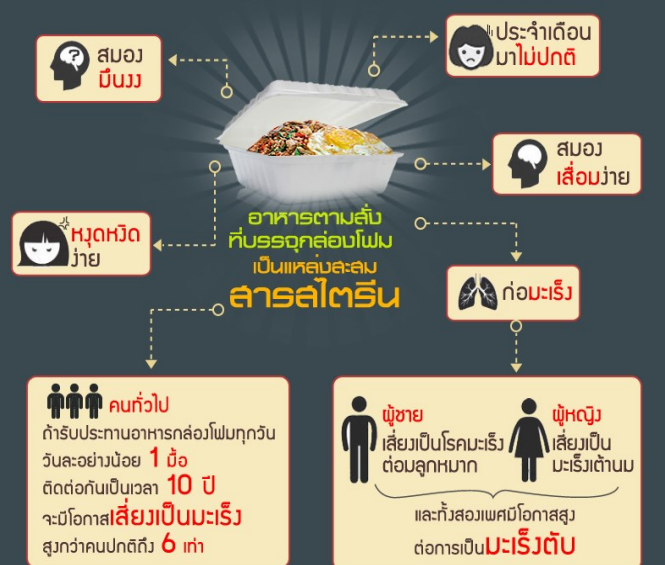 สมอง
มึนงง
ประจำเดือน
มาไม่ปกติ
สมอง
เสื่อมง่าย
หงุดหงิด
ง่าย
อาหารตามสั่ง
ที่บรรจุกล่องโฟม
เป็นแหล่งสะสม
สารสไตรีน
ก่อมะเร็ง
คนทั่วไป
ถ้ารับประทานอาหารกล่องโฟมทุกวัน
วันละอย่างน้อย 1 มื้อ
ติดต่อกันเป็นเวลา 10 ปี
จะมีโอกาสเสี่ยงเป็นมะเร็ง
สูงกว่าคนปกติถึง 6 เท่า
ผู้ชาย
เสี่ยงเป็นโรคมะเร็ง
ต่อมลูกหมาก
ผู้หญิง
เสี่ยงเป็น
มะเร็งเต้านม
และทั้งสองเพศมีโอกาสสูง
ต่อการเป็นมะเร็งตับ